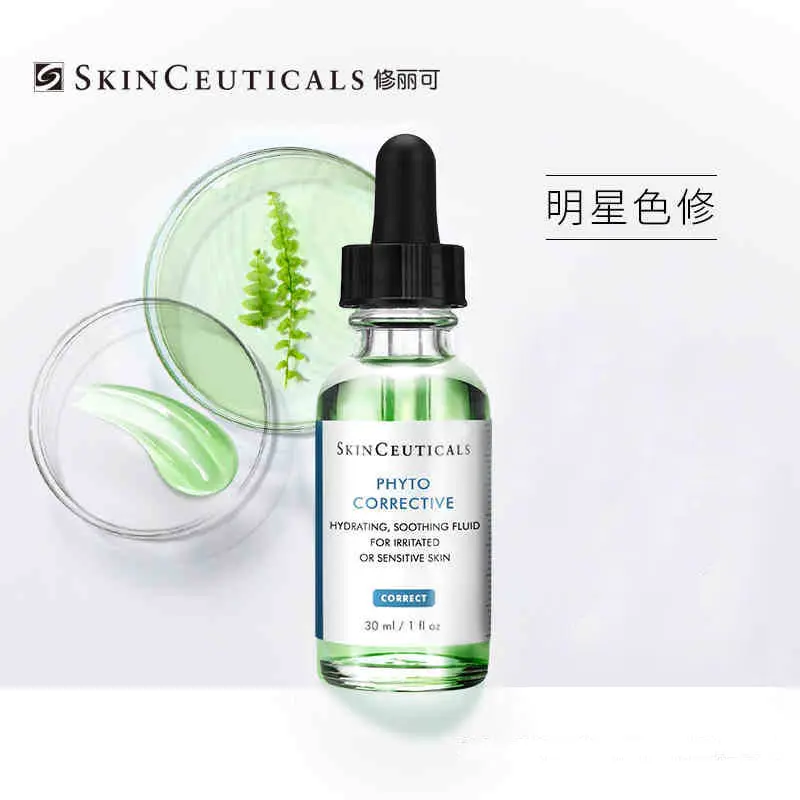 SKINCEUTICALS 修丽可
明星色修
SKINCEUTICALS
PHYTO
CORRECTIVE
HYDRATING, SOOTHING FLUID
FOR IRRITATED
OR SENSITIVE SKIN
CORRECT
30 ml / 1 fl oz